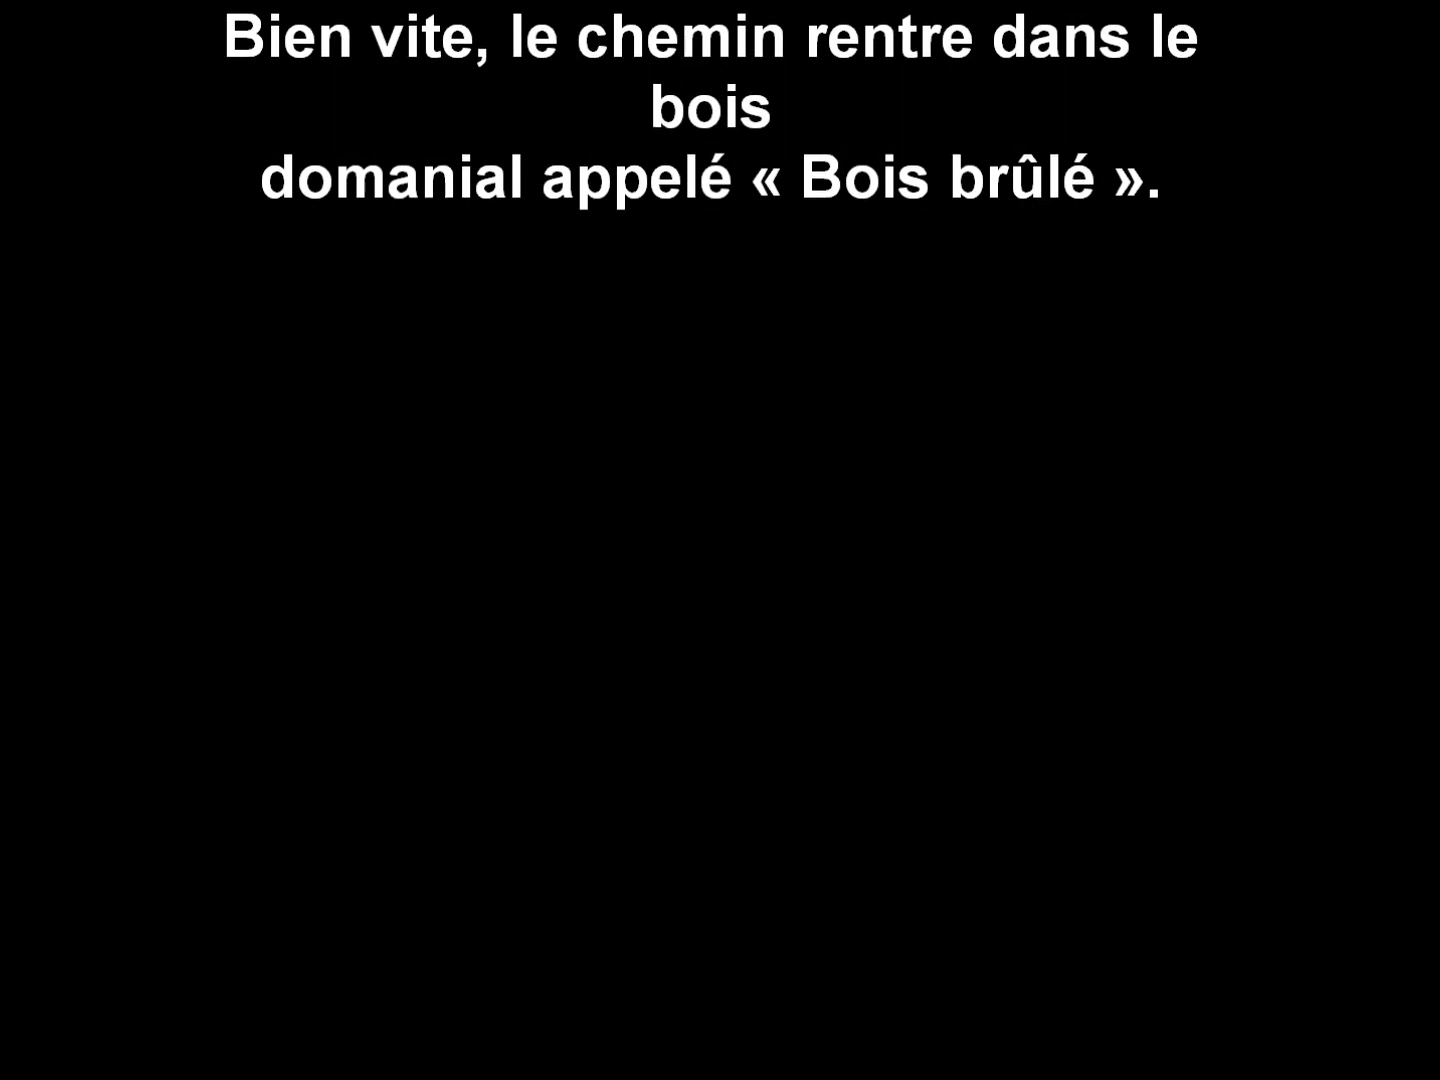 Bien vite, le chemin rentre dans le
bois
domanial appelé « Bois brûlé ».